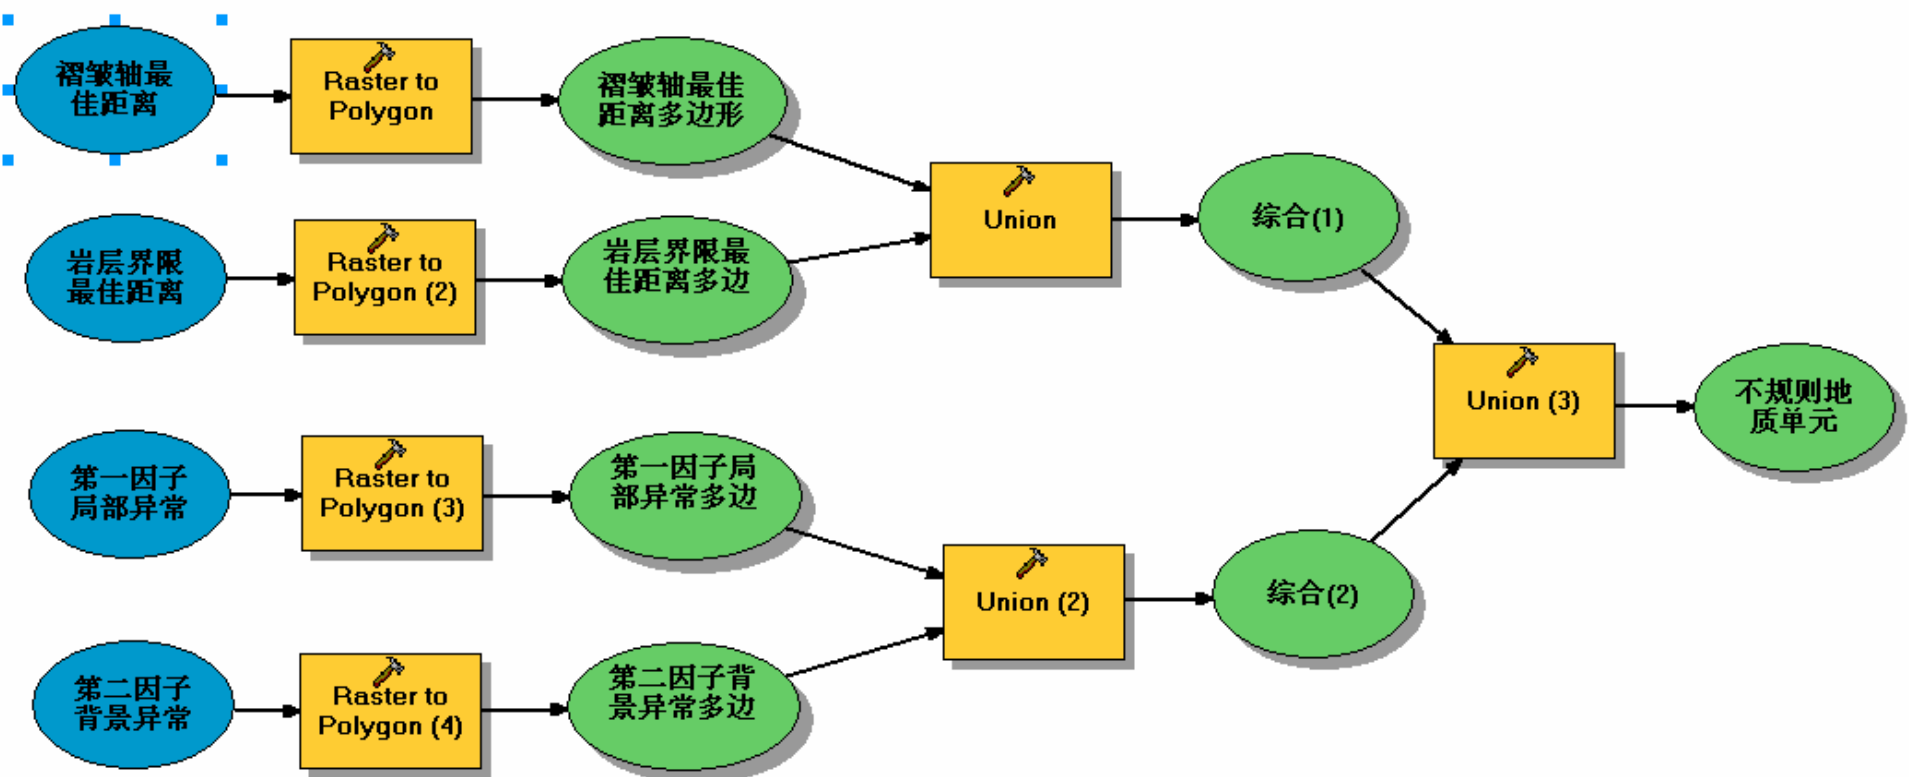 褶皱轴最
佳距离
Raster to
Polygon
褶皱轴最佳
距离多边形
岩层界限
最佳距离
Raster to
Polygon (2)
岩层界限最
佳距离多边
Union
综合(1)
第一因子
局部异常
Raster to
Polygon (3)
第一因子局
部异常多边
第二因子
背景异常
Raster to
Polygon (4)
第二因子背
景异常多边
Union (2)
综合(2)
Union (3)
不规则地
质单元